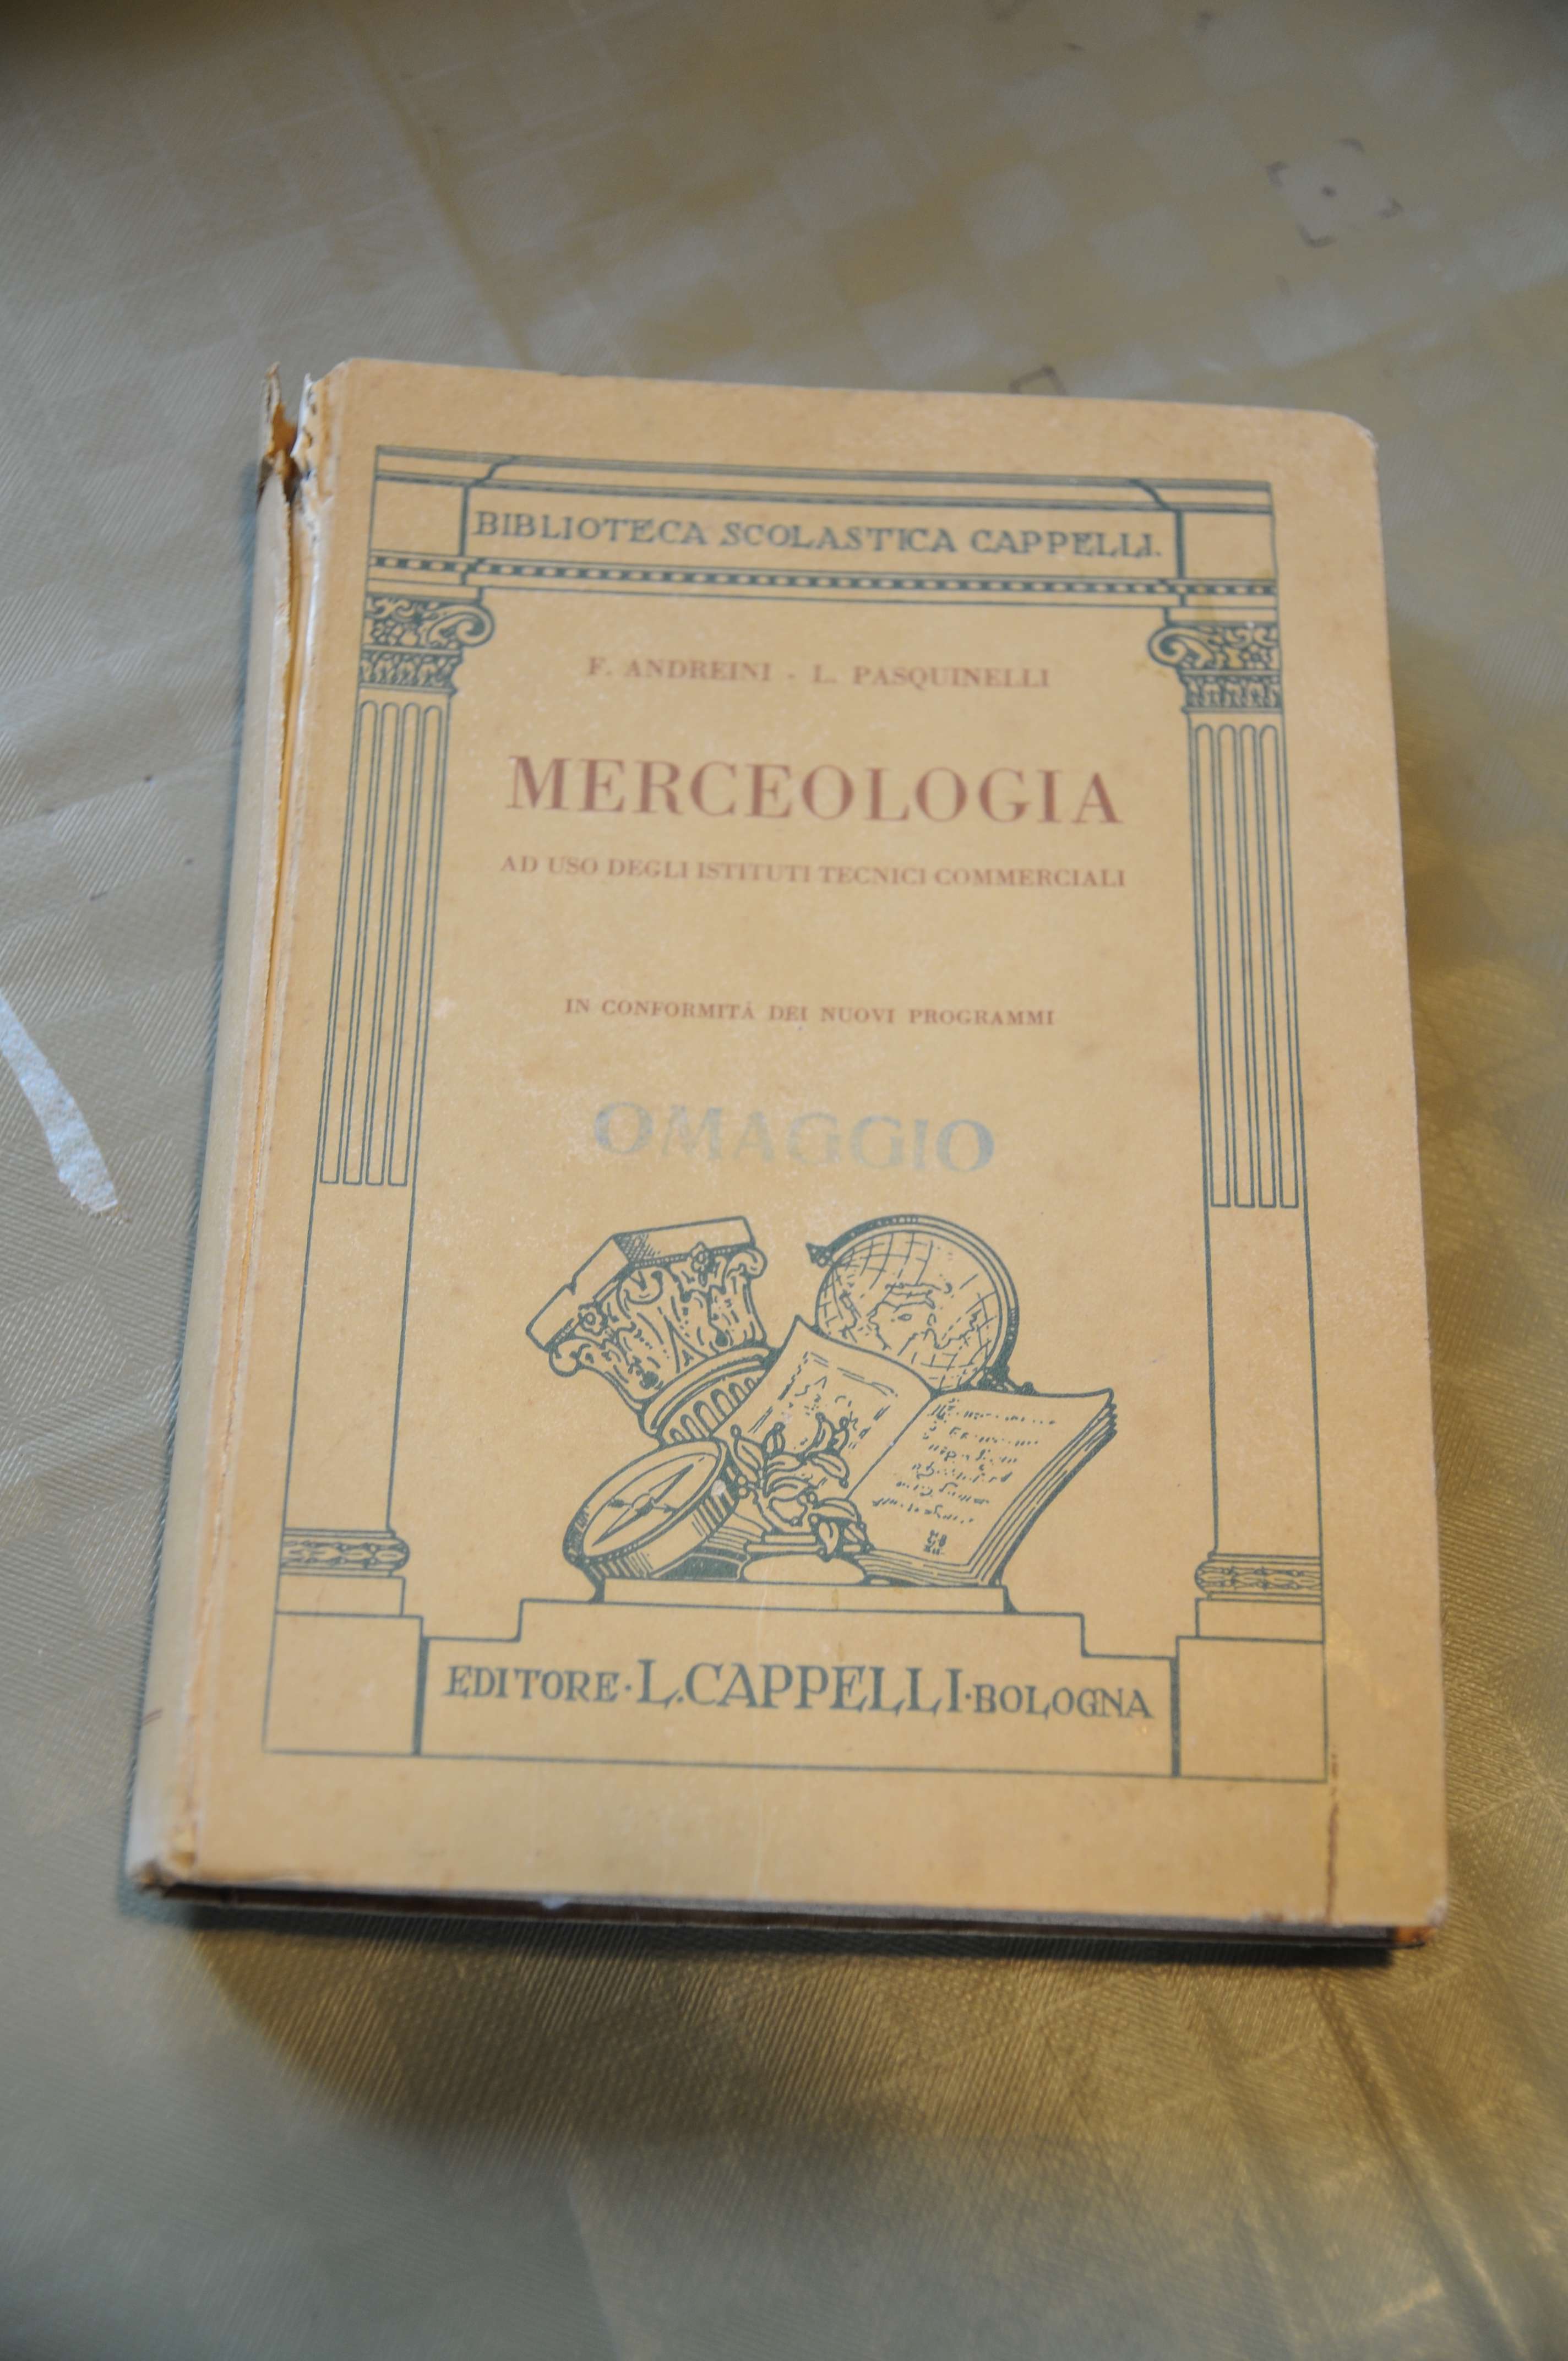 BIBLIOTECA SCOLASTICA CAPPELLI.
F. ANDREINI - L. PASQUINELLI
MERCEOLOGIA
AD USO DEGLI ISTITUTI TECNICI COMMERCIALI
IN CONFORMITÀ DEI NUOVI PROGRAMMI
OMAGGIO
EDITORE · L. CAPPELLI · BOLOGNA